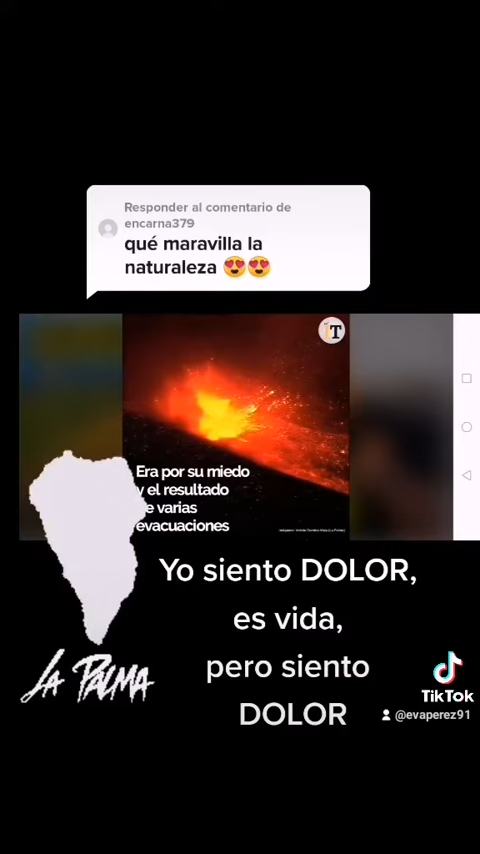 Responder al comentario de
encarna379
qué maravilla la
naturaleza 😍😍
T
Era por su miedo
y el resultado
de varias
evacuaciones
Yo siento DOLOR,
es vida,
pero siento
DOLOR
LA PALMA
TikTok
@evaperez91